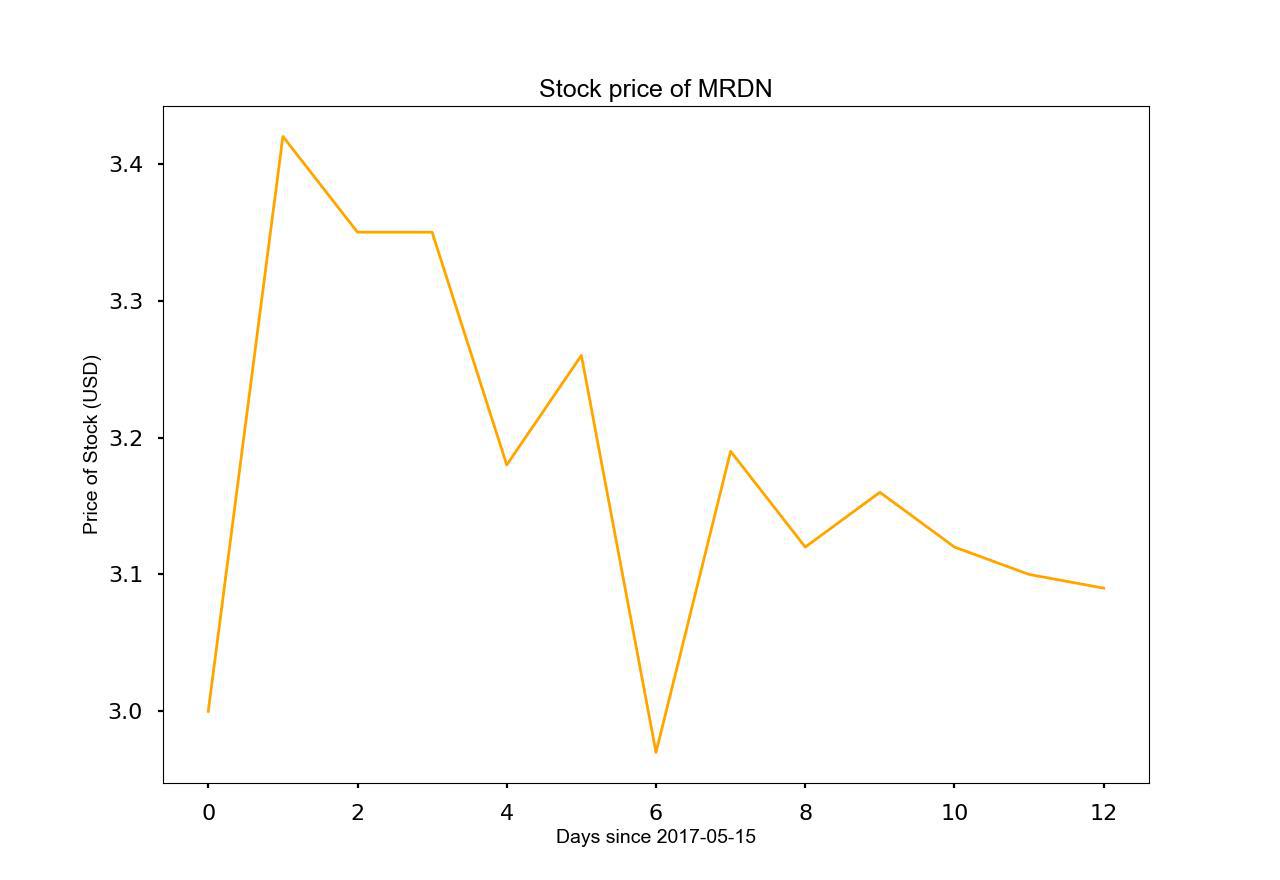 Stock price of MRDN
3.4
3.3
3.2
3.1
3.0
Price of Stock (USD)
0 2 4 6 8 10 12
Days since 2017-05-15